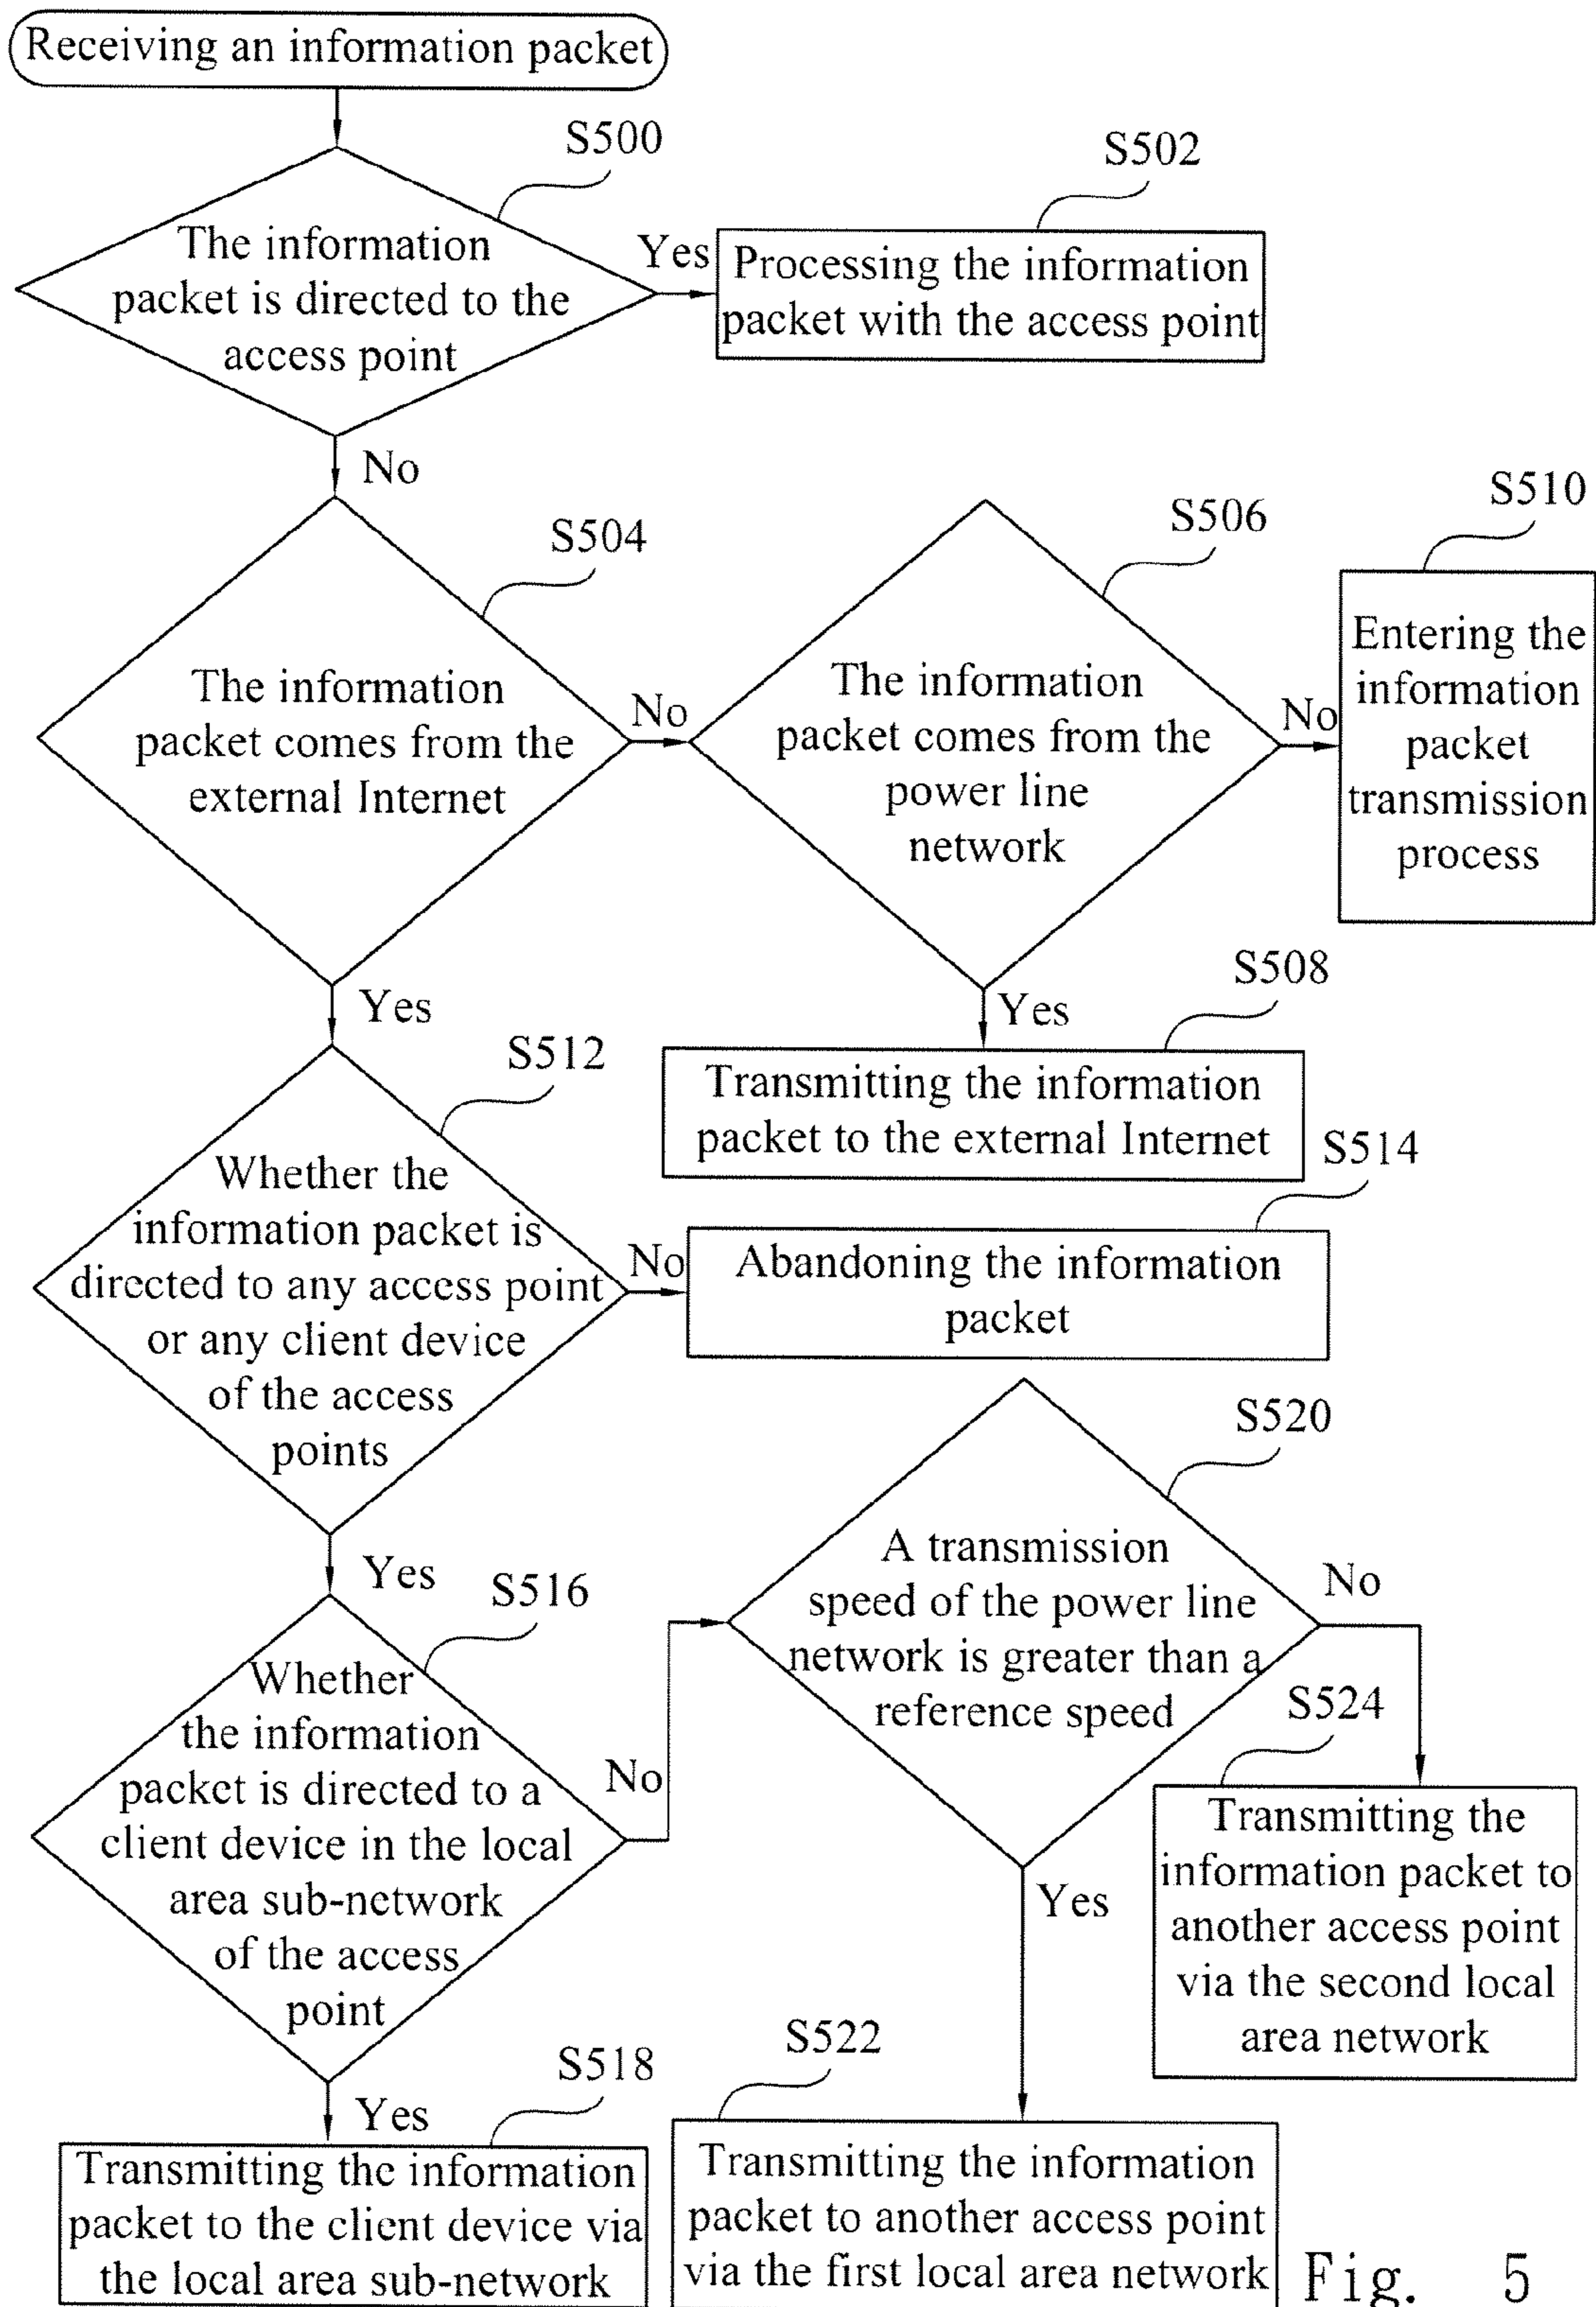 Receiving an information packet
S500
The information
packet is directed to the
access point
Yes
S502
Processing the information
packet with the access point
No
S504
The information
packet comes from the
external Internet
No
S506
The information
packet comes from the
power line
network
No
S510
Entering the
information
packet
transmission
process
Yes
S508
Transmitting the information
packet to the external Internet
Yes
S512
Whether the
information packet is
directed to any access point
or any client device
of the access
points
No
S514
Abandoning the information
packet
Yes
S516
Whether
the information
packet is directed to a
client device in the local
area sub-network
of the access
point
No
S520
A transmission
speed of the power line
network is greater than a
reference speed
No
S524
Transmitting the
information packet to
another access point
via the second local
area network
Yes
S522
Transmitting the information
packet to another access point
via the first local area network
Yes
S518
Transmitting the information
packet to the client device via
the local area sub-network
Fig. 5